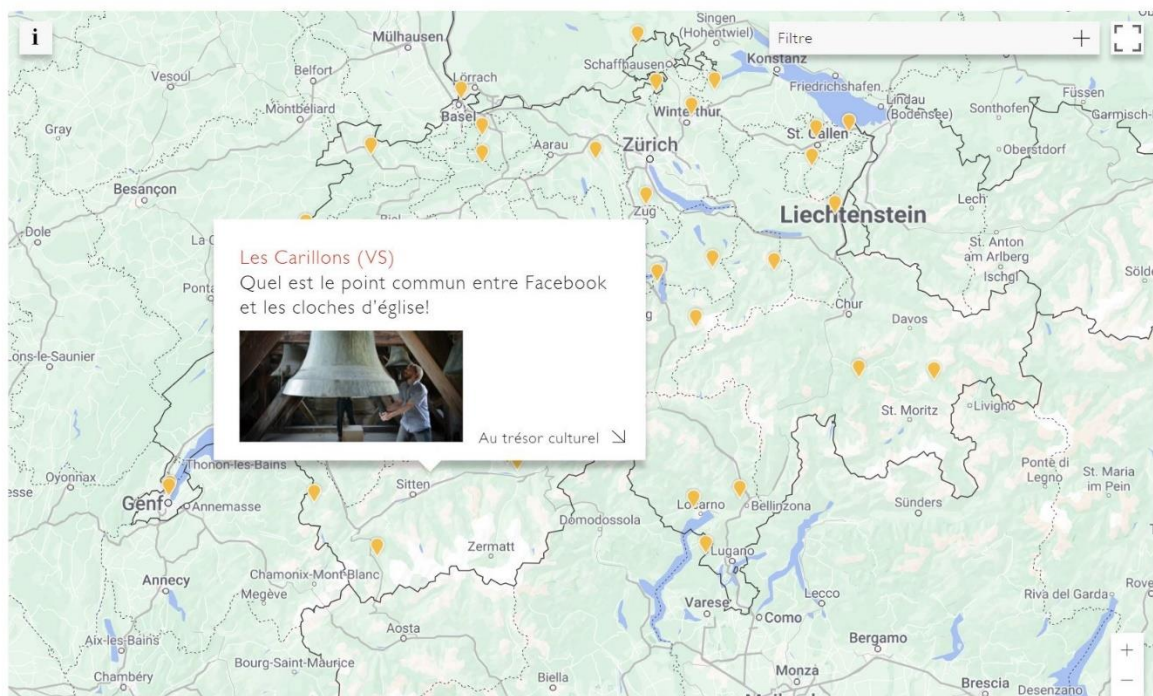 i
Filtre
+
Mülhausen
Singen
(Hohentwiel)
Schaffhausen
Konstanz
Vesoul
Belfort
Lörrach
Friedrichshafen
Lindau
(Bodensee)
Füssen
Sonthofen
Garmisch-
Montbéliard
Basel
Winterthur
St. Gallen
Gray
Aarau
Zürich
Oberstdorf
Besançon
Zug
Liechtenstein
Lech
Dole
St. Anton
am Arlberg
Ischgl
Les Carillons (VS)
Quel est le point commun entre Facebook
et les cloches d’église!
Au trésor culturel
Chur
Davos
Lons-le-Saunier
St. Moritz
Livigno
Thonon-les-Bains
Oyonnax
Sitten
Ponte di
Legno
St. Maria
im Pein
Genf
Annemasse
Locarno
Bellinzona
Sünders
Domodossola
Zermatt
Lugano
Annecy
Chamonix-Mont-Blanc
Megève
Varese
Lecco
Riva del Garda
Como
Aosta
Aix-les-Bains
Bergamo
Bourg-Saint-Maurice
Chambéry
Biella
Monza
Brescia
Desenzano
+
−